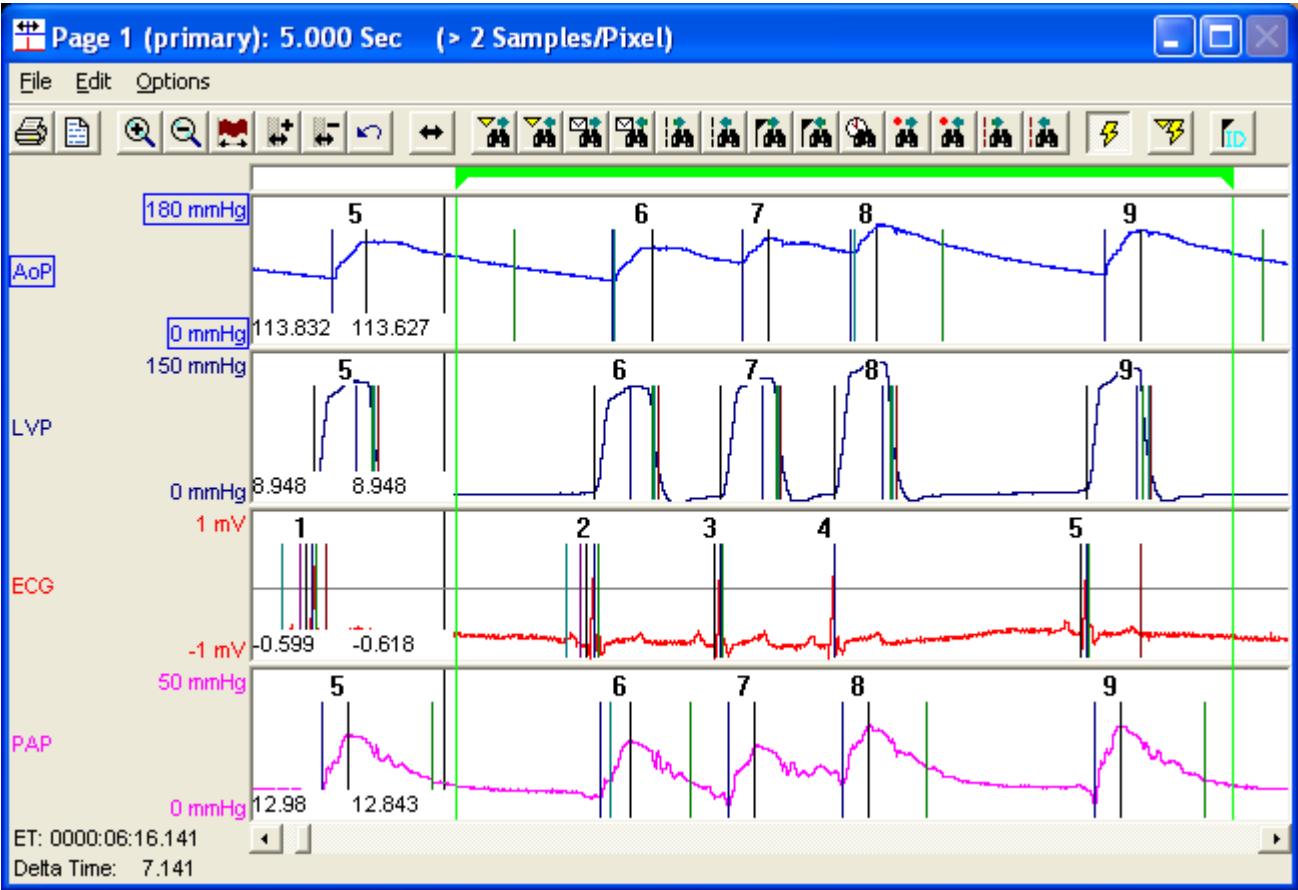 Page 1 (primary): 5.000 Sec (> 2 Samples/Pixel)
File Edit Options
ID
180 mmHg 5 6 7 8 9
AoP
0 mmHg 113.832 113.627
150 mmHg 5 6 7 8 9
LVP
0 mmHg 8.948 8.948
1 mV 1 2 3 4 5
ECG
-1 mV -0.599 -0.618
50 mmHg 5 6 7 8 9
PAP
0 mmHg 12.98 12.843
ET: 0000:06:16.141
Delta Time: 7.141